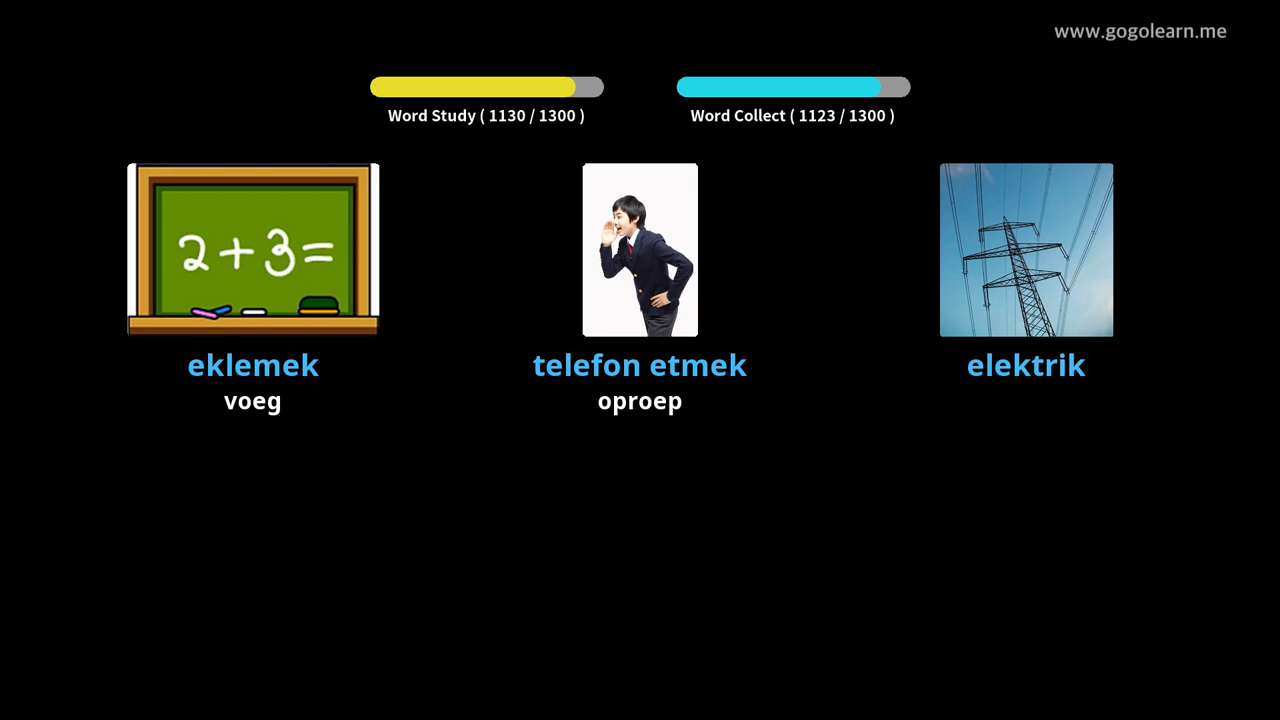 www.gogolearn.me
Word Study ( 1130 / 1300 )
Word Collect ( 1123 / 1300 )
2+3=
eklemek
telefon etmek
elektrik
voeg
oproep